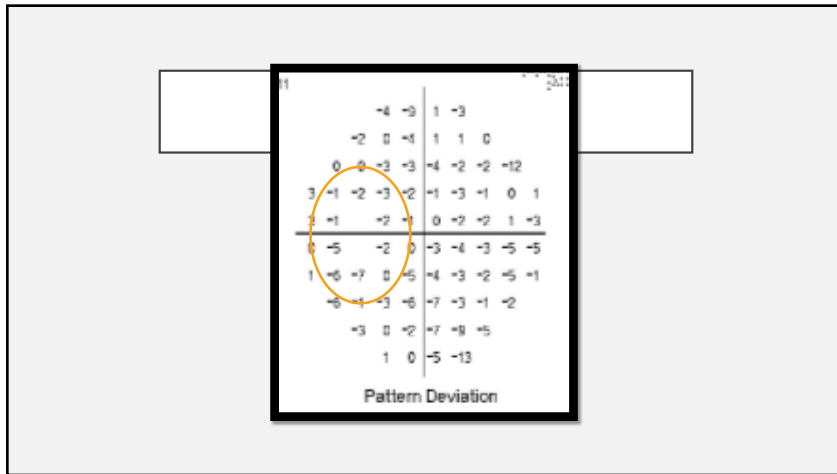 -4 -9 1 -3
-2 0 -4 1 1 0
0 0 -3 -3 -4 -2 -2 -12
3 -1 -2 -3 -2 -1 -3 -1 0 1
3 -1 -2 -1 0 -2 -2 1 -3
0 -5 -2 0 -3 -4 -3 -5 -5
1 -6 -7 0 -5 -4 -3 -2 -5 -1
-6 -1 -3 -6 -7 -3 -1 -2
-3 0 -2 -7 -9 -5
1 0 -5 -13
Pattern Deviation